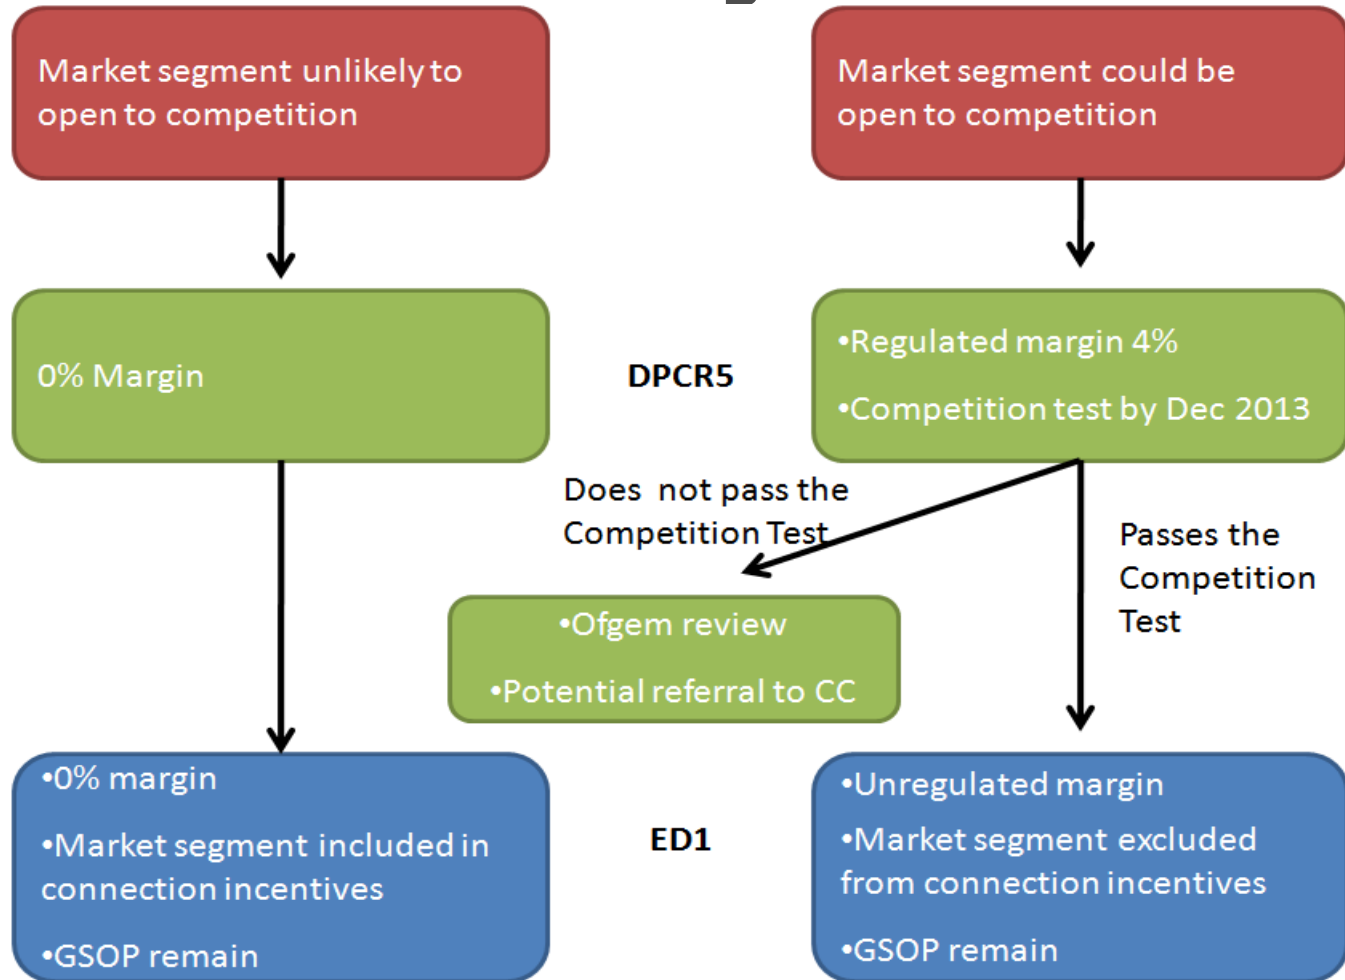 Market segment unlikely to
open to competition
Market segment could be
open to competition
0% Margin
DPCR5
•Regulated margin 4%
•Competition test by Dec 2013
Does not pass the
Competition Test
Passes the
Competition
Test
•Ofgem review
•Potential referral to CC
•0% margin
•Market segment included in
connection incentives
•GSOP remain
ED1
•Unregulated margin
•Market segment excluded
from connection incentives
•GSOP remain